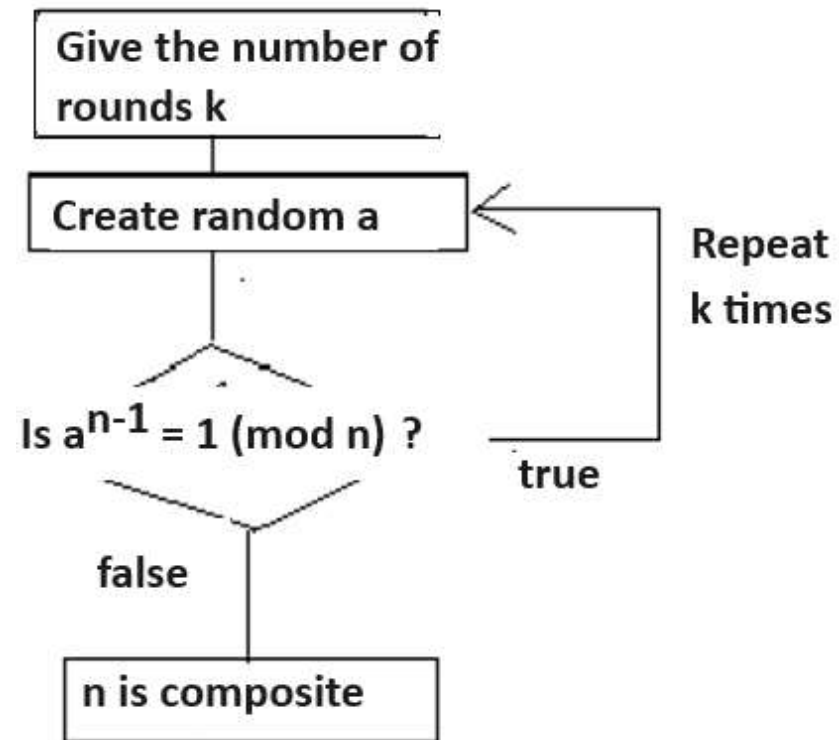 Give the number of
rounds k
Create random a
Repeat
k times
Is a^n-1 = 1 (mod n) ?
true
false
n is composite